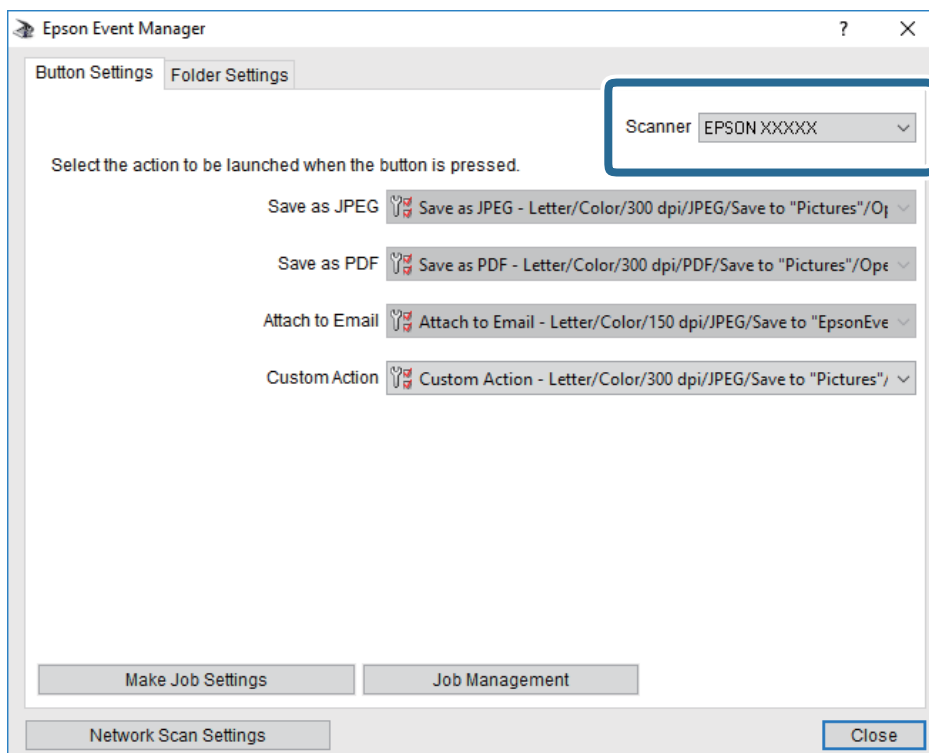 Epson Event Manager
Button Settings Folder Settings
Scanner EPSON XXXXX
Select the action to be launched when the button is pressed.
Save as JPEG Save as JPEG - Letter/Color/300 dpi/JPEG/Save to "Pictures"/Op
Save as PDF Save as PDF - Letter/Color/300 dpi/PDF/Save to "Pictures"/Ope
Attach to Email Attach to Email - Letter/Color/150 dpi/JPEG/Save to "EpsonEve
Custom Action Custom Action - Letter/Color/300 dpi/JPEG/Save to "Pictures"/
Make Job Settings Job Management
Network Scan Settings Close